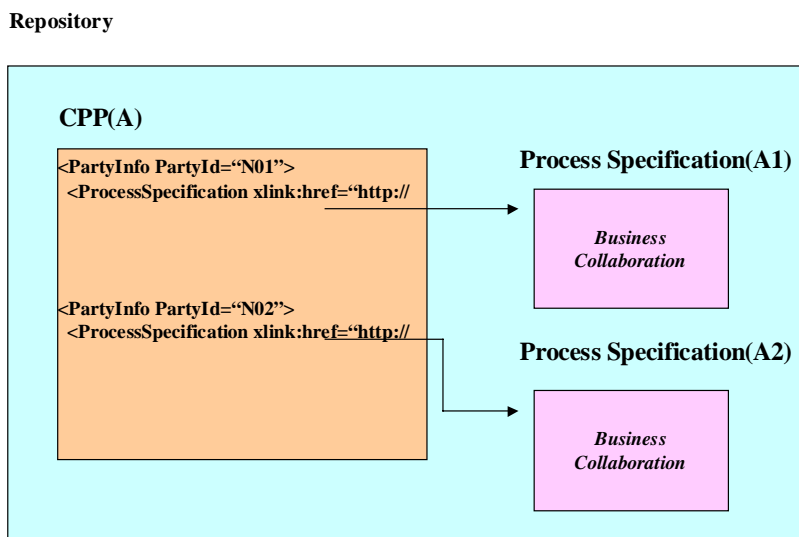 Repository
CPP(A)
<PartyInfo PartyId=“N01”>
<ProcessSpecification xlink:href=“http://
<PartyInfo PartyId=“N02”>
<ProcessSpecification xlink:href=“http://
Process Specification(A1)
Business
Collaboration
Process Specification(A2)
Business
Collaboration